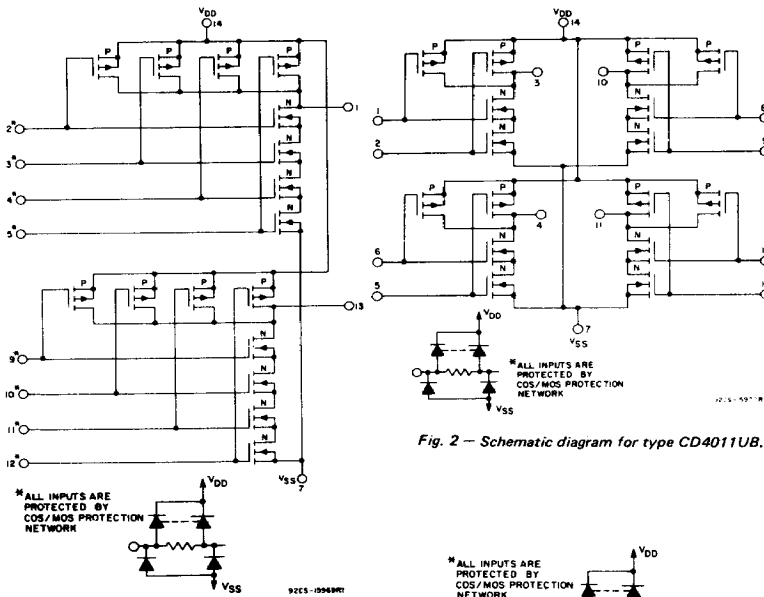 VDD
14
P
P
P
P
N
1
2*
N
3*
N
4*
N
5*
P
P
P
P
13
N
9*
N
10*
N
11*
N
12*
VSS
7
*ALL INPUTS ARE
PROTECTED BY
COS/MOS PROTECTION
NETWORK
VDD
VSS
VDD
14
P
P
P
P
3
10
N
N
1
2
N
P
P
P
P
4
11
N
N
6
5
N
7
VSS
VDD
*ALL INPUTS ARE
PROTECTED BY
COS/MOS PROTECTION
NETWORK
VSS
Fig. 2 — Schematic diagram for type CD4011UB.
*ALL INPUTS ARE
PROTECTED BY
COS/MOS PROTECTION
NETWORK
VDD